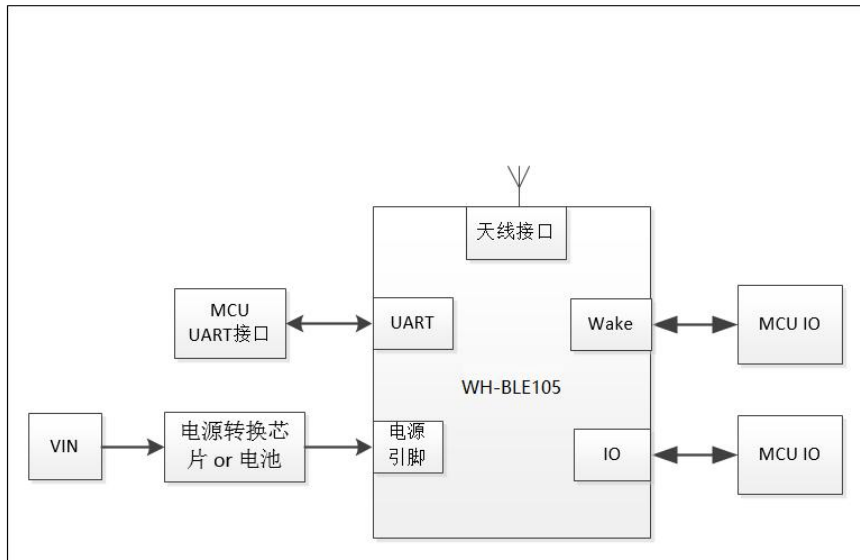 天线接口
MCU
UART接口
UART
Wake
MCU IO
WH-BLE105
VIN
电源转换芯
片 or 电池
电源
引脚
IO
MCU IO